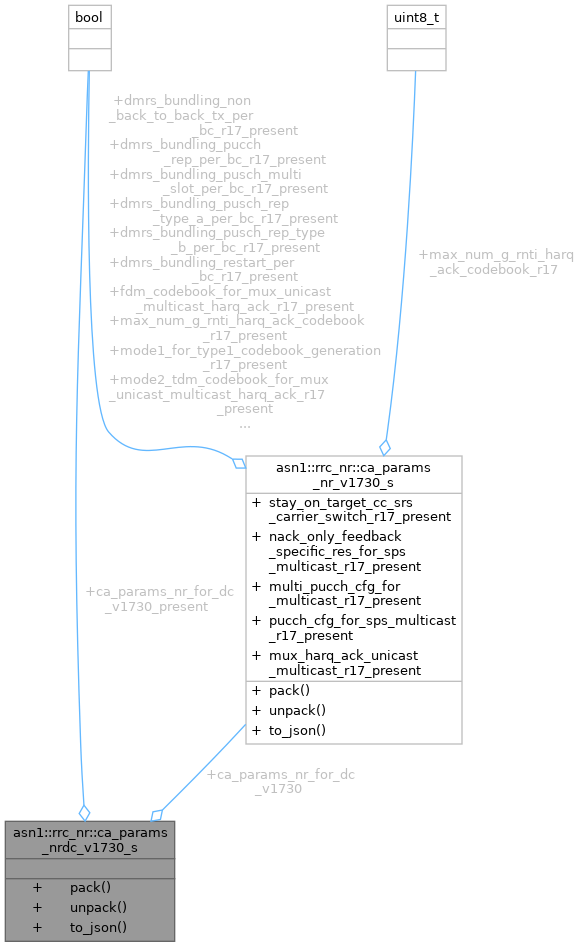 bool
uint8_t
+dmrs_bundling_non
_back_to_back_tx_per
_bc_r17_present
+dmrs_bundling_pucch
_rep_per_bc_r17_present
+dmrs_bundling_pusch_multi
_slot_per_bc_r17_present
+dmrs_bundling_pusch_rep
_type_a_per_bc_r17_present
+dmrs_bundling_pusch_rep_type
_b_per_bc_r17_present
+dmrs_bundling_restart_per
_bc_r17_present
+fdm_codebook_for_mux_unicast
_multicast_harq_ack_r17_present
+max_num_g_rnti_harq_ack_codebook
_r17_present
+mode1_for_type1_codebook_generation
_r17_present
+mode2_tdm_codebook_for_mux
_unicast_multicast_harq_ack_r17
_present
...
+max_num_g_rnti_harq
_ack_codebook_r17
asn1::rrc_nr::ca_params
_nr_v1730_s
+ stay_on_target_cc_srs
_carrier_switch_r17_present
+ nack_only_feedback
_specific_res_for_sps
_multicast_r17_present
+ multi_pucch_cfg_for
_multicast_r17_present
+ pucch_cfg_for_sps_multicast
_r17_present
+ mux_harq_ack_unicast
_multicast_r17_present
+ pack()
+ unpack()
+ to_json()
+ca_params_nr_for_dc
_v1730_present
+ca_params_nr_for_dc
_v1730
asn1::rrc_nr::ca_params
_nrdc_v1730_s
+ pack()
+ unpack()
+ to_json()